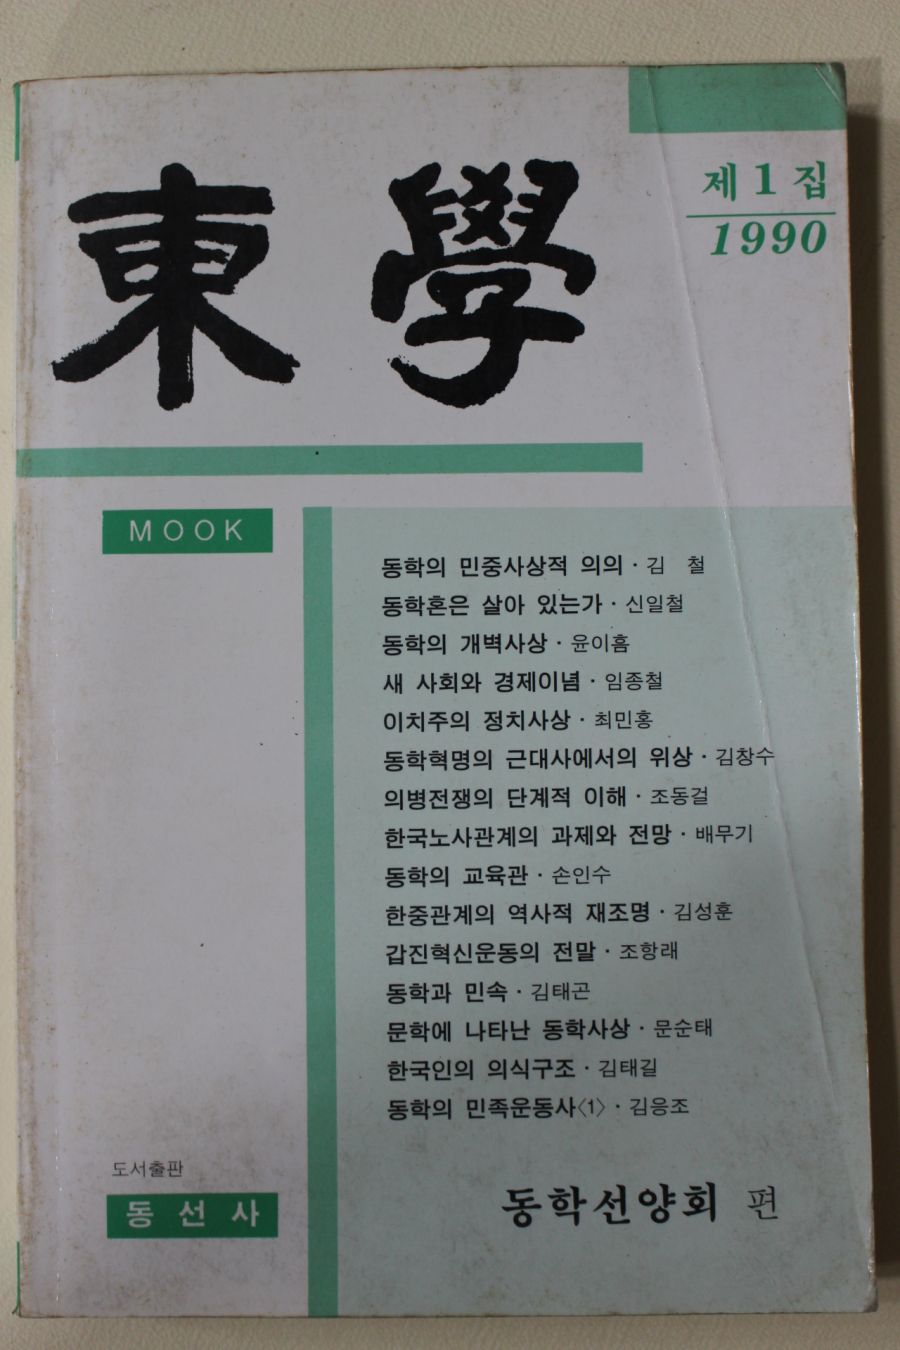 東學
제1집
1990
MOOK
동학의 민중사상적 의의 · 김 철
동학혼은 살아 있는가 · 신일철
동학의 개벽사상 · 윤이흠
새 사회와 경제이념 · 임종철
이치주의 정치사상 · 최민홍
동학혁명의 근대사에서의 위상 · 김창수
의병전쟁의 단계적 이해 · 조동걸
한국노사관계의 과제와 전망 · 배무기
동학의 교육관 · 손인수
한중관계의 역사적 재조명 · 김성훈
갑진혁신운동의 전말 · 조항래
동학과 민속 · 김태곤
문학에 나타난 동학사상 · 문순태
한국인의 의식구조 · 김태길
동학의 민족운동사〈1〉 · 김응조
도서출판
동선사
동학선양회 편